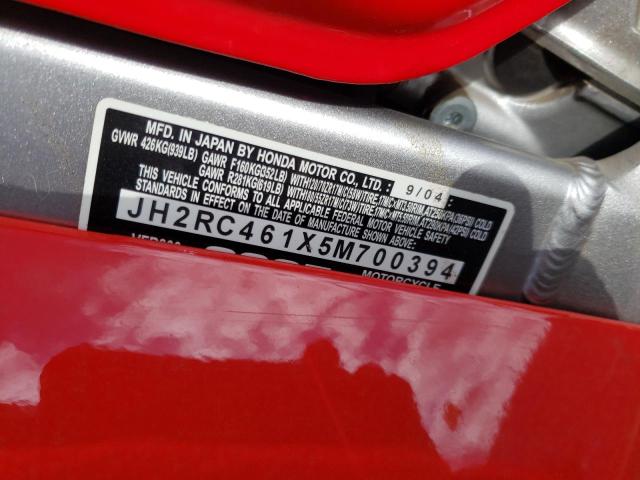 MFD. IN JAPAN BY HONDA MOTOR CO., LTD. 9/04
GVWR 426KG(939LB) GAWR F160KG(352LB)
GAWR R281KG(619LB)
THIS VEHICLE CONFORMS TO ALL APPLICABLE FEDERAL MOTOR VEHICLE SAFETY
STANDARDS IN EFFECT ON THE DATE OF MANUFACTURE SHOWN ABOVE:
JH2RC461X5M700394
MOTORCYCLE